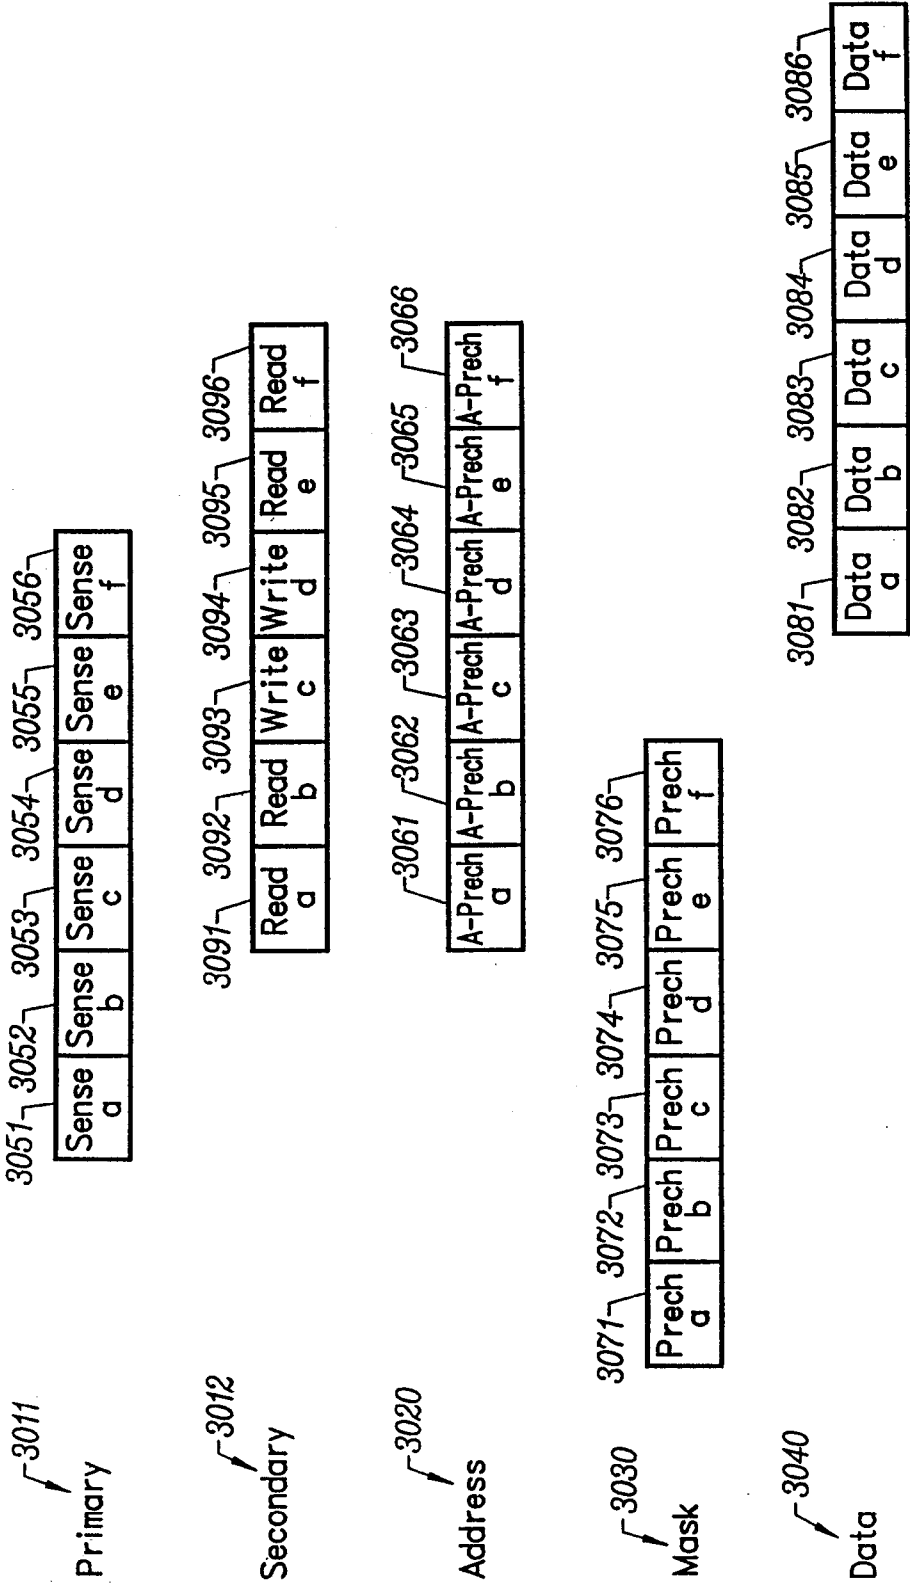 3011
Primary
3051 3052 3053 3054 3055 3056
Sense Sense Sense Sense Sense Sense
a b c d e f
3012
Secondary
3091 3092 3093 3094 3095 3096
Read Read Write Write Read Read
a b c d e f
3020
Address
3061 3062 3063 3064 3065 3066
A-Prech A-Prech A-Prech A-Prech A-Prech A-Prech
a b c d e f
3030
Mask
3071 3072 3073 3074 3075 3076
Prech Prech Prech Prech Prech Prech
a b c d e f
3040
Data
3081 3082 3083 3084 3085 3086
Data Data Data Data Data Data
a b c d e f